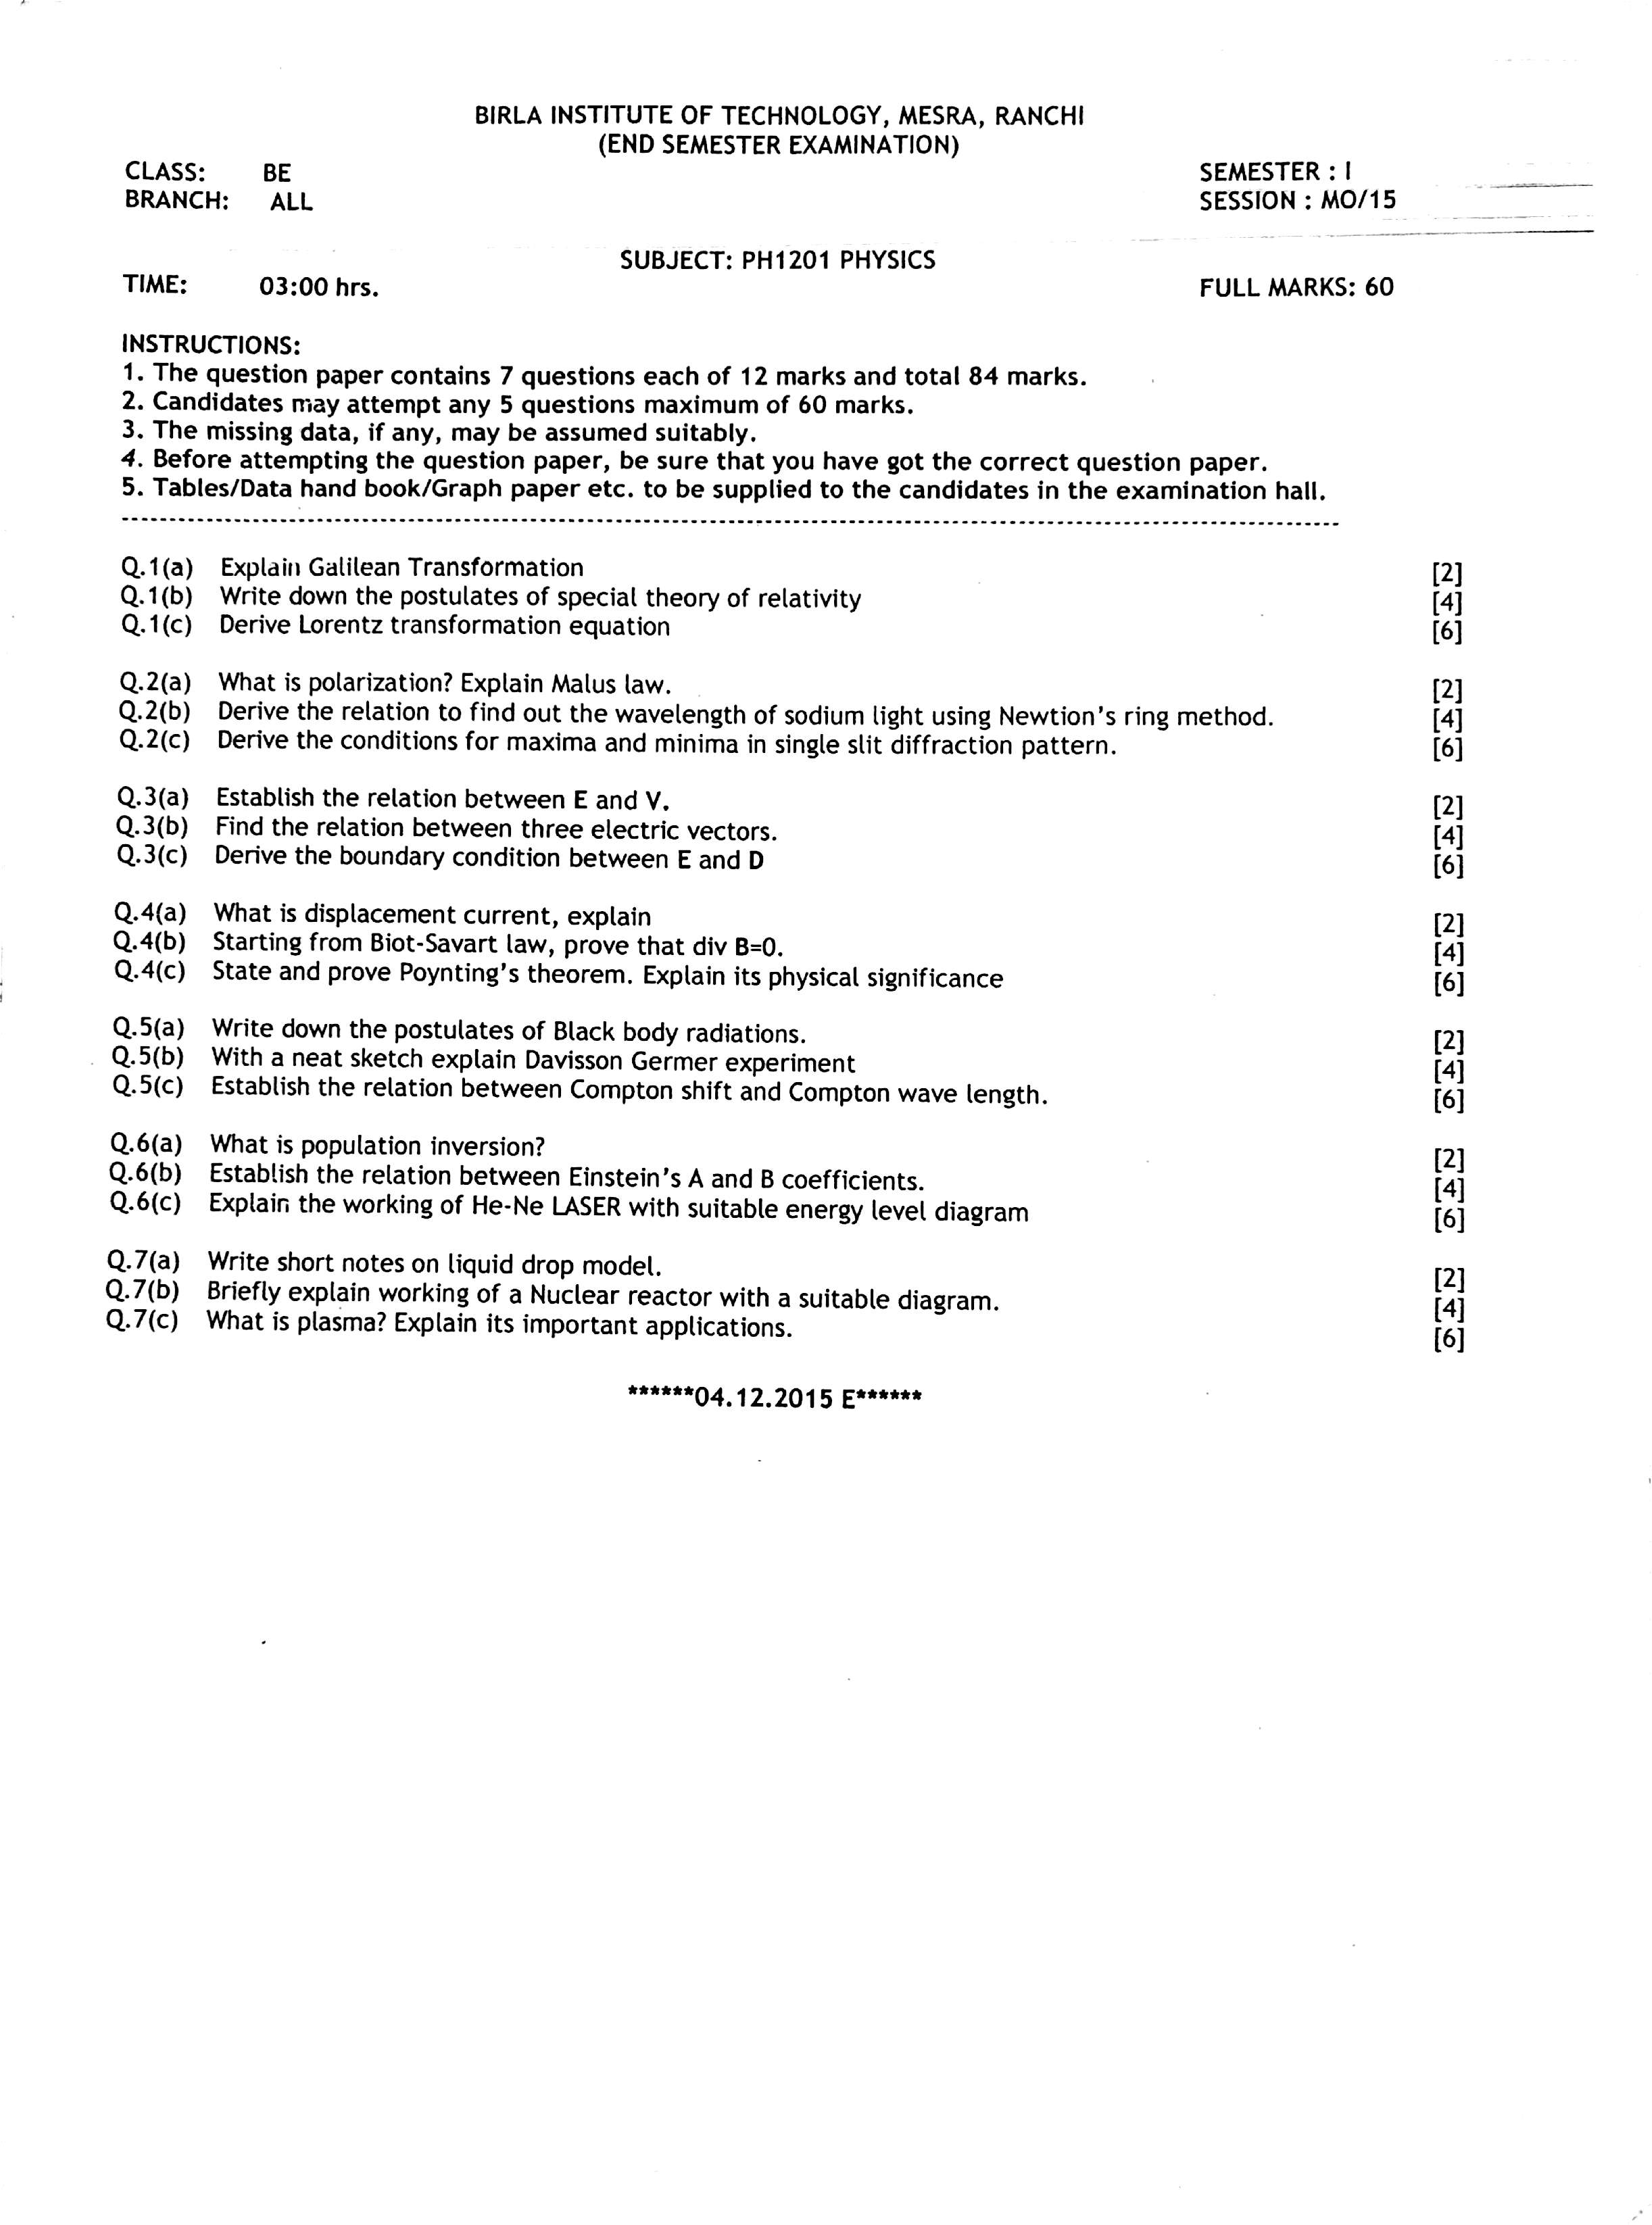 BIRLA INSTITUTE OF TECHNOLOGY, MESRA, RANCHI
(END SEMESTER EXAMINATION)
CLASS: BE SEMESTER : I
BRANCH: ALL SESSION : MO/15
SUBJECT: PH1201 PHYSICS
TIME: 03:00 hrs. FULL MARKS: 60
INSTRUCTIONS:
1. The question paper contains 7 questions each of 12 marks and total 84 marks.
2. Candidates may attempt any 5 questions maximum of 60 marks.
3. The missing data, if any, may be assumed suitably.
4. Before attempting the question paper, be sure that you have got the correct question paper.
5. Tables/Data hand book/Graph paper etc. to be supplied to the candidates in the examination hall.
Q.1(a) Explain Galilean Transformation [2]
Q.1(b) Write down the postulates of special theory of relativity [4]
Q.1(c) Derive Lorentz transformation equation [6]
Q.2(a) What is polarization? Explain Malus law. [2]
Q.2(b) Derive the relation to find out the wavelength of sodium light using Newtion's ring method. [4]
Q.2(c) Derive the conditions for maxima and minima in single slit diffraction pattern. [6]
Q.3(a) Establish the relation between E and V. [2]
Q.3(b) Find the relation between three electric vectors. [4]
Q.3(c) Derive the boundary condition between E and D [6]
Q.4(a) What is displacement current, explain [2]
Q.4(b) Starting from Biot-Savart law, prove that div B=0. [4]
Q.4(c) State and prove Poynting's theorem. Explain its physical significance [6]
Q.5(a) Write down the postulates of Black body radiations. [2]
Q.5(b) With a neat sketch explain Davisson Germer experiment [4]
Q.5(c) Establish the relation between Compton shift and Compton wave length. [6]
Q.6(a) What is population inversion? [2]
Q.6(b) Establish the relation between Einstein's A and B coefficients. [4]
Q.6(c) Explain the working of He-Ne LASER with suitable energy level diagram [6]
Q.7(a) Write short notes on liquid drop model. [2]
Q.7(b) Briefly explain working of a Nuclear reactor with a suitable diagram. [4]
Q.7(c) What is plasma? Explain its important applications. [6]
******04.12.2015 E******